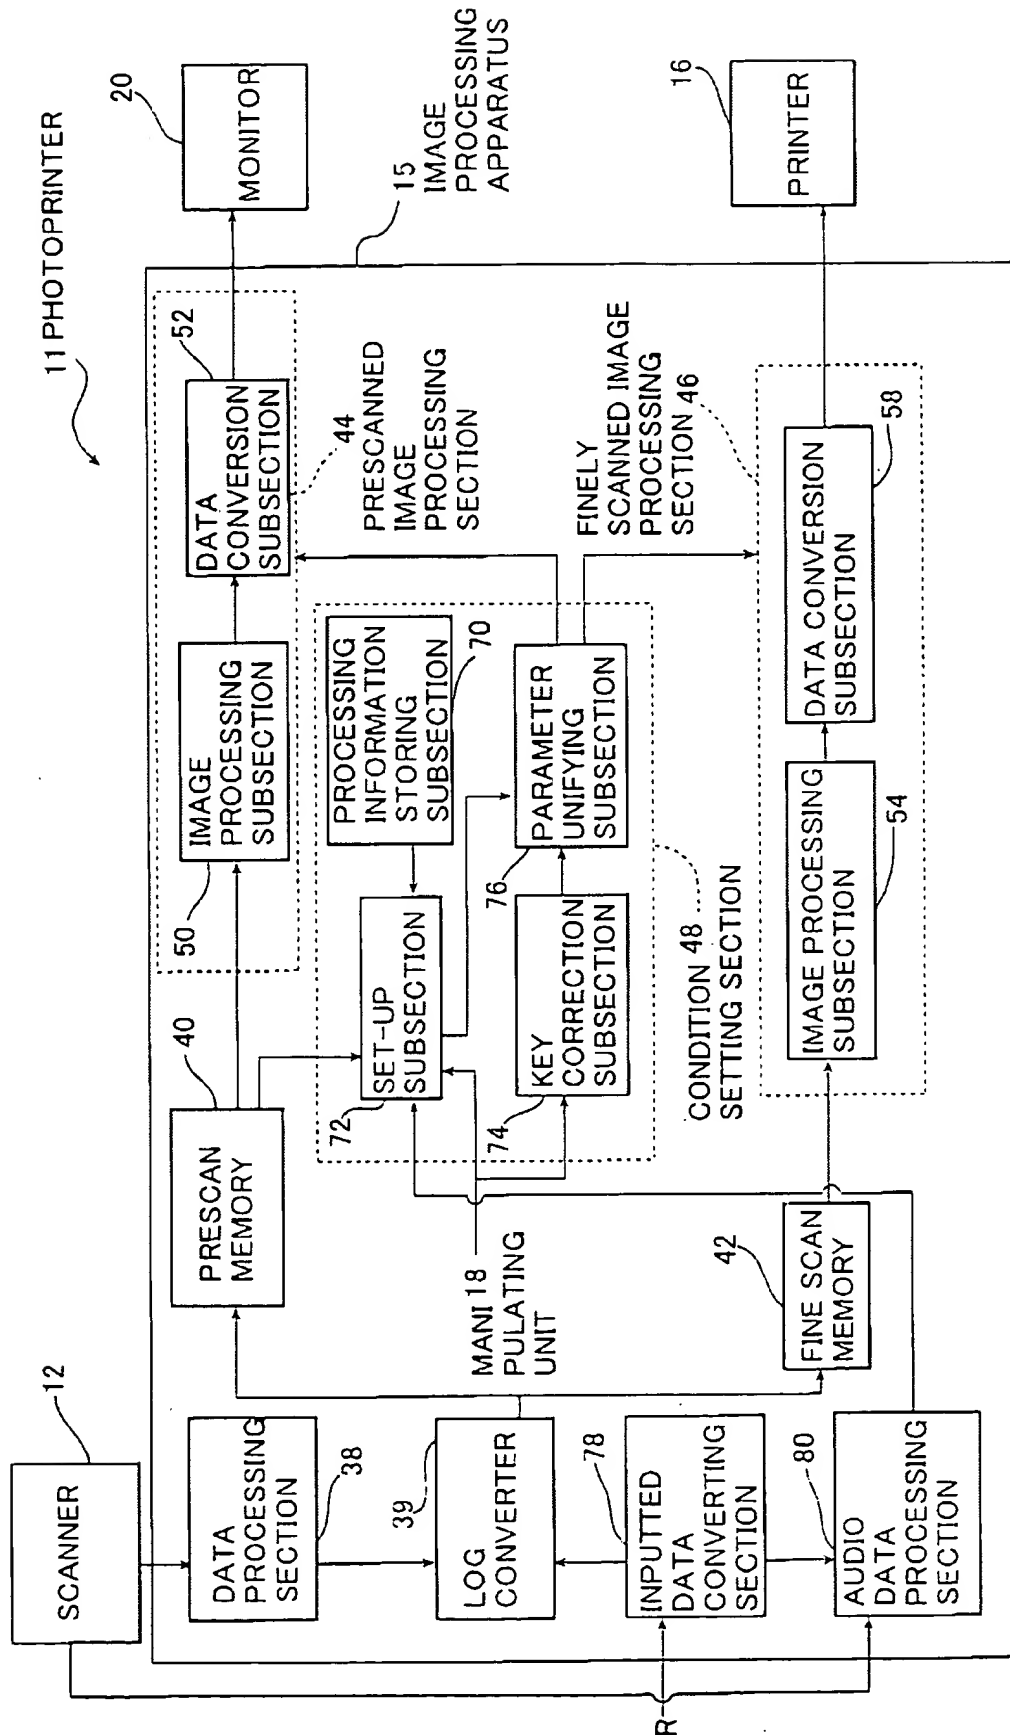 11 PHOTOPRINTER
SCANNER
12
DATA
PROCESSING
SECTION
38
LOG
CONVERTER
39
INPUTTED
DATA
CONVERTING
SECTION
78
R
AUDIO
DATA
PROCESSING
SECTION
80
PRESCAN
MEMORY
40
MANI 18
PULATING
UNIT
FINE SCAN
MEMORY
42
IMAGE
PROCESSING
SUBSECTION
50
DATA
CONVERSION
SUBSECTION
52
44
PRESCANNED
IMAGE
PROCESSING
SECTION
SET-UP
SUBSECTION
72
PROCESSING
INFORMATION
STORING
SUBSECTION
70
KEY
CORRECTION
SUBSECTION
74
PARAMETER
UNIFYING
SUBSECTION
76
CONDITION 48
SETTING SECTION
FINELY
SCANNED IMAGE
PROCESSING
SECTION 46
IMAGE PROCESSING
SUBSECTION
54
DATA CONVERSION
SUBSECTION
58
MONITOR
20
15
IMAGE
PROCESSING
APPARATUS
PRINTER
16